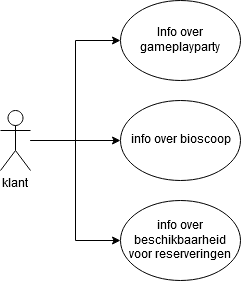 Info over
gameplayparty
info over bioscoop
klant
info over
beschikbaarheid
voor reserveringen